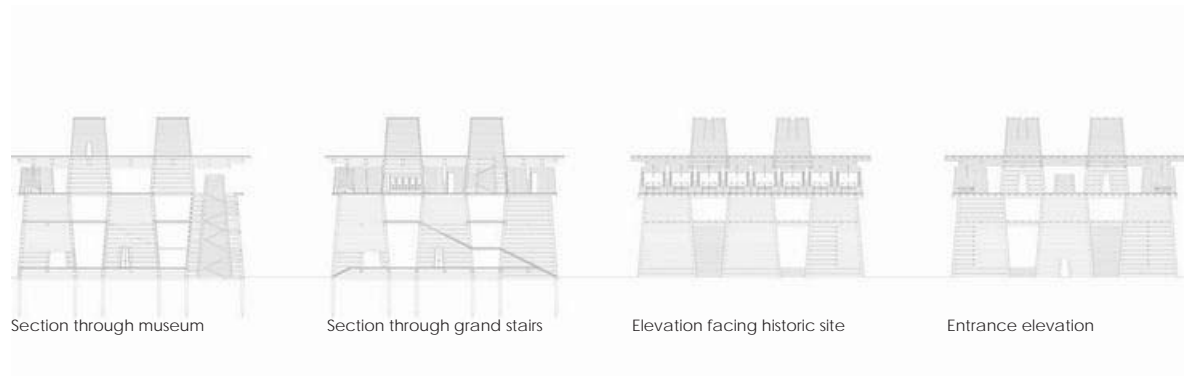 Section through museum
Section through grand stairs
Elevation facing historic site
Entrance elevation